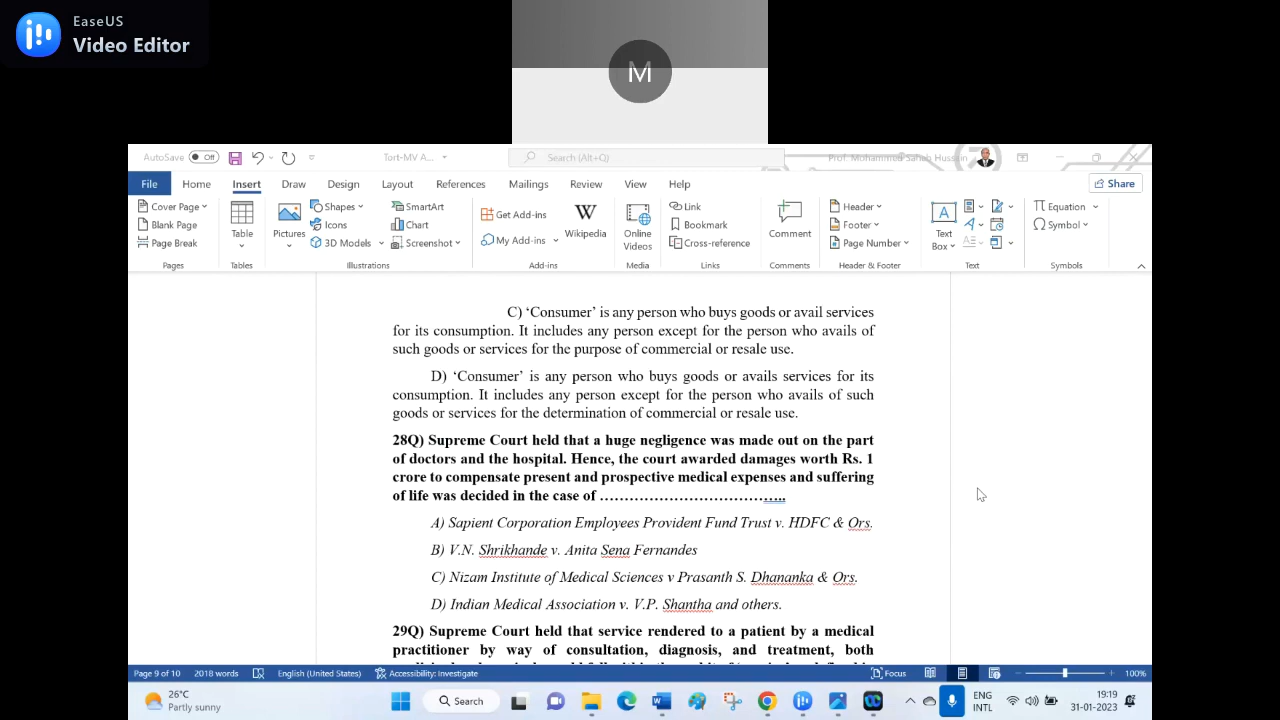 EaseUS
Video Editor
M
AutoSave Off Tort-MV A... Search (Alt+Q) Prof. Mohammed Sahab Hussain
File Home Insert Draw Design Layout References Mailings Review View Help Share
Cover Page
Blank Page
Page Break
Pages
Table
Tables
Pictures
Shapes
Icons
3D Models
SmartArt
Chart
Screenshot
Illustrations
Get Add-ins
My Add-ins
Wikipedia
Add-ins
Online
Videos
Media
Link
Bookmark
Cross-reference
Links
Comment
Comments
Header
Footer
Page Number
Header & Footer
Text
Box
Text
Equation
Symbol
Symbols
C) ‘Consumer’ is any person who buys goods or avail services
for its consumption. It includes any person except for the person who avails of
such goods or services for the purpose of commercial or resale use.
D) ‘Consumer’ is any person who buys goods or avails services for its
consumption. It includes any person except for the person who avails of such
goods or services for the determination of commercial or resale use.
28Q) Supreme Court held that a huge negligence was made out on the part
of doctors and the hospital. Hence, the court awarded damages worth Rs. 1
crore to compensate present and prospective medical expenses and suffering
of life was decided in the case of …………………………………..
A) Sapient Corporation Employees Provident Fund Trust v. HDFC & Ors.
B) V.N. Shrikhande v. Anita Sena Fernandes
C) Nizam Institute of Medical Sciences v Prasanth S. Dhananka & Ors.
D) Indian Medical Association v. V.P. Shantha and others.
29Q) Supreme Court held that service rendered to a patient by a medical
practitioner by way of consultation, diagnosis, and treatment, both
Page 9 of 10 2018 words English (United States) Accessibility: Investigate Focus 100%
26°C
Partly sunny
Search
ENG
INTL
19:19
31-01-2023